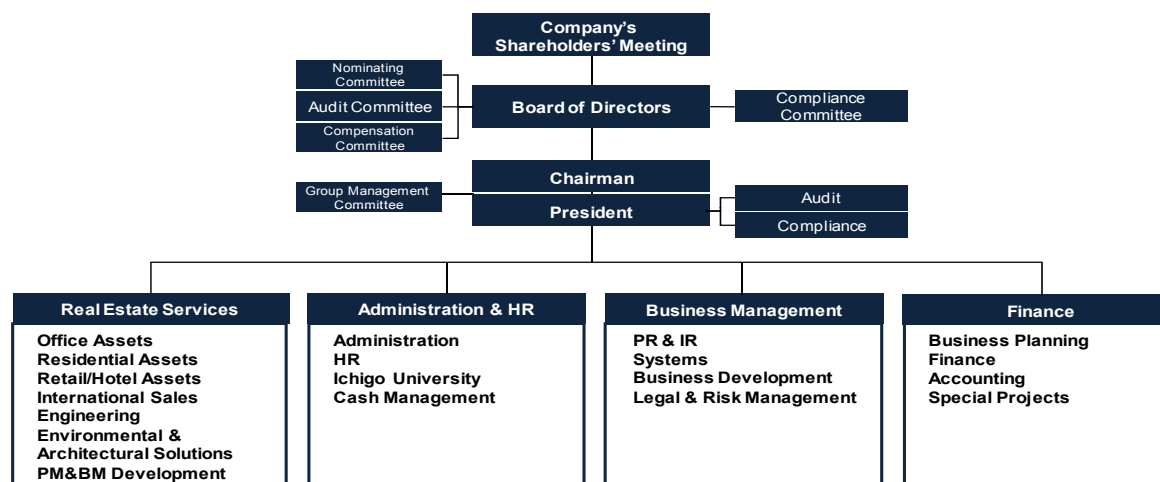 Company's
Shareholders' Meeting
Nominating
Committee
Audit Committee
Compensation
Committee
Board of Directors
Compliance
Committee
Chairman
Group Management
Committee
President
Audit
Compliance
Real Estate Services
Office Assets
Residential Assets
Retail/Hotel Assets
International Sales
Engineering
Environmental &
Architectural Solutions
PM&BM Development
Administration & HR
Administration
HR
Ichigo University
Cash Management
Business Management
PR & IR
Systems
Business Development
Legal & Risk Management
Finance
Business Planning
Finance
Accounting
Special Projects